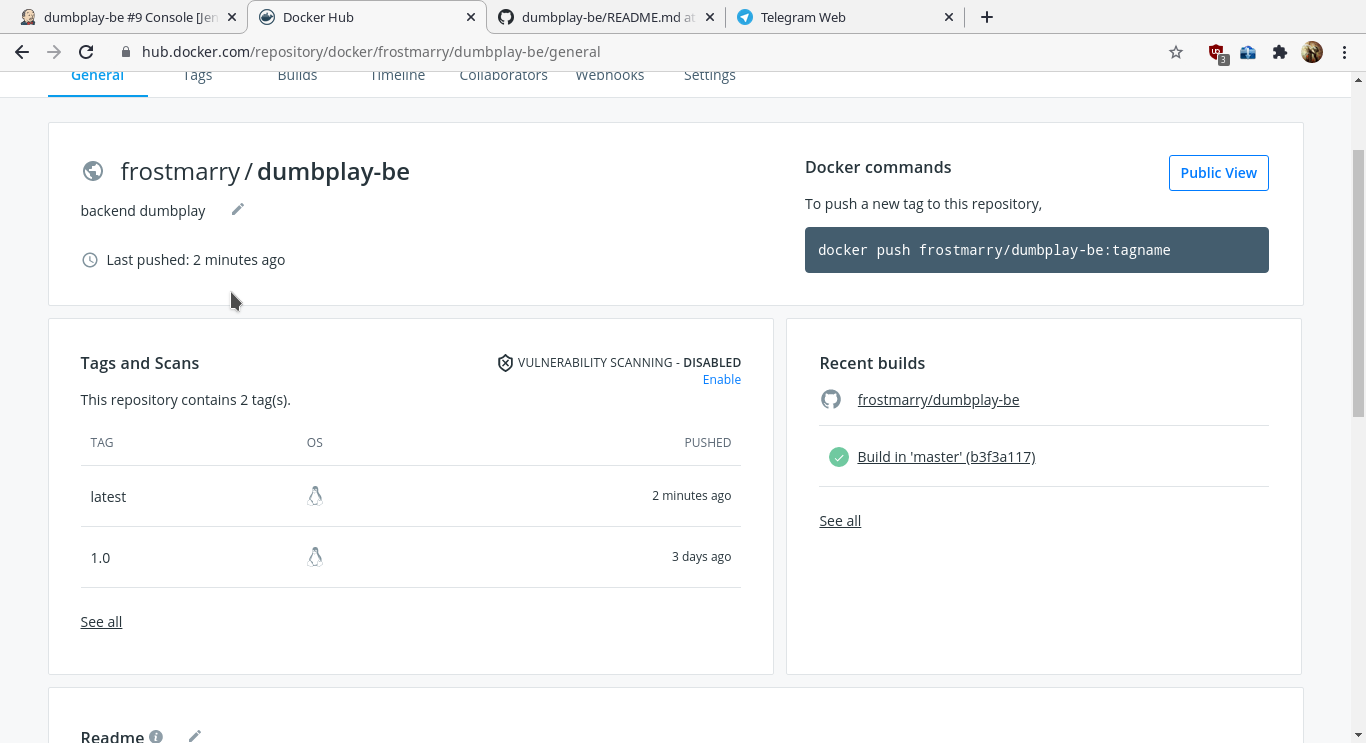 dumbplay-be #9 Console [Jen
Docker Hub
dumbplay-be/README.md at
Telegram Web
hub.docker.com/repository/docker/frostmarry/dumbplay-be/general
3
General
Tags
Builds
Timeline
Collaborators
Webhooks
Settings
frostmarry / dumbplay-be
backend dumbplay
Last pushed: 2 minutes ago
Docker commands
Public View
To push a new tag to this repository,
docker push frostmarry/dumbplay-be:tagname
Tags and Scans
VULNERABILITY SCANNING - DISABLED
Enable
This repository contains 2 tag(s).
TAG OS PUSHED
latest 2 minutes ago
1.0 3 days ago
See all
Recent builds
frostmarry/dumbplay-be
Build in 'master' (b3f3a117)
See all
Readme